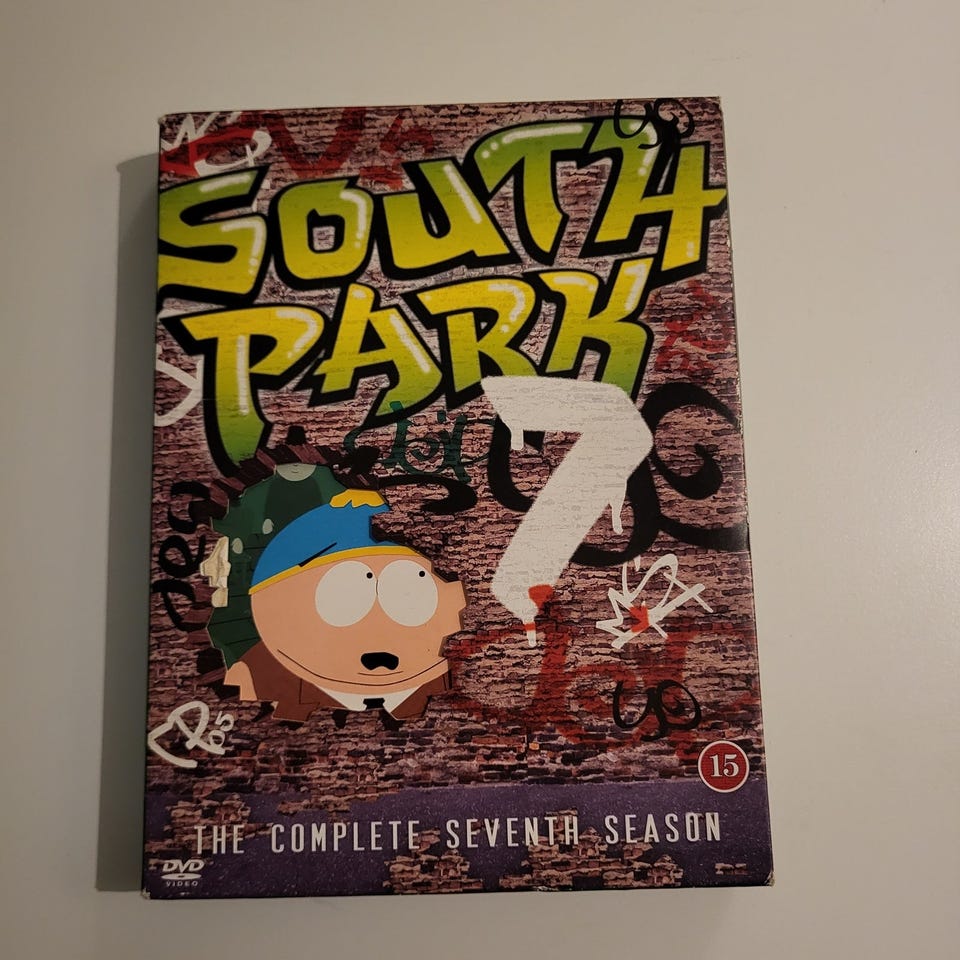 SOUTH
PARK
7
15
THE COMPLETE SEVENTH SEASON
DVD
VIDEO